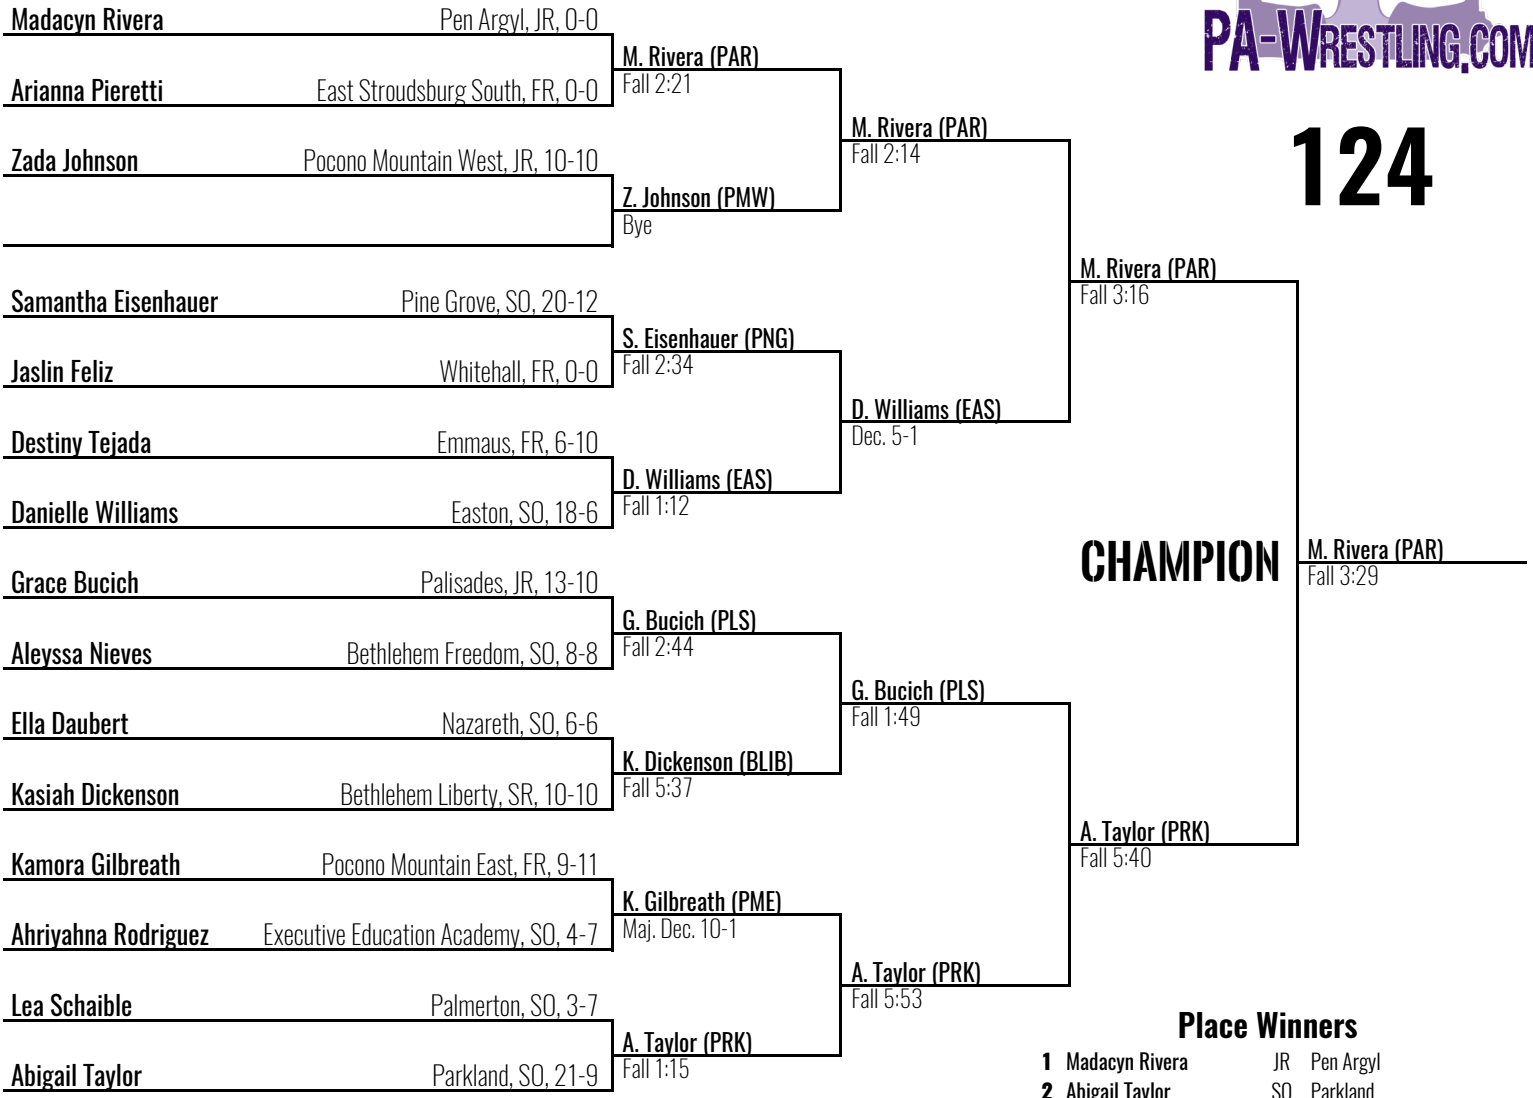 PA-WRESTLING.COM
124
Madacyn Rivera Pen Argyl, JR, 0-0
Arianna Pieretti East Stroudsburg South, FR, 0-0
Zada Johnson Pocono Mountain West, JR, 10-10
Samantha Eisenhauer Pine Grove, SO, 20-12
Jaslin Feliz Whitehall, FR, 0-0
Destiny Tejada Emmaus, FR, 6-10
Danielle Williams Easton, SO, 18-6
Grace Bucich Palisades, JR, 13-10
Aleyssa Nieves Bethlehem Freedom, SO, 8-8
Ella Daubert Nazareth, SO, 6-6
Kasiah Dickenson Bethlehem Liberty, SR, 10-10
Kamora Gilbreath Pocono Mountain East, FR, 9-11
Ahriyahna Rodriguez Executive Education Academy, SO, 4-7
Lea Schaible Palmerton, SO, 3-7
Abigail Taylor Parkland, SO, 21-9
M. Rivera (PAR)
Fall 2:21
Z. Johnson (PMW)
Bye
S. Eisenhauer (PNG)
Fall 2:34
D. Williams (EAS)
Fall 1:12
G. Bucich (PLS)
Fall 2:44
K. Dickenson (BLIB)
Fall 5:37
K. Gilbreath (PME)
Maj. Dec. 10-1
A. Taylor (PRK)
Fall 1:15
M. Rivera (PAR)
Fall 2:14
D. Williams (EAS)
Dec. 5-1
G. Bucich (PLS)
Fall 1:49
A. Taylor (PRK)
Fall 5:53
M. Rivera (PAR)
Fall 3:16
A. Taylor (PRK)
Fall 5:40
CHAMPION
M. Rivera (PAR)
Fall 3:29
Place Winners
1 Madacyn Rivera JR Pen Argyl
2 Abigail Taylor SO Parkland